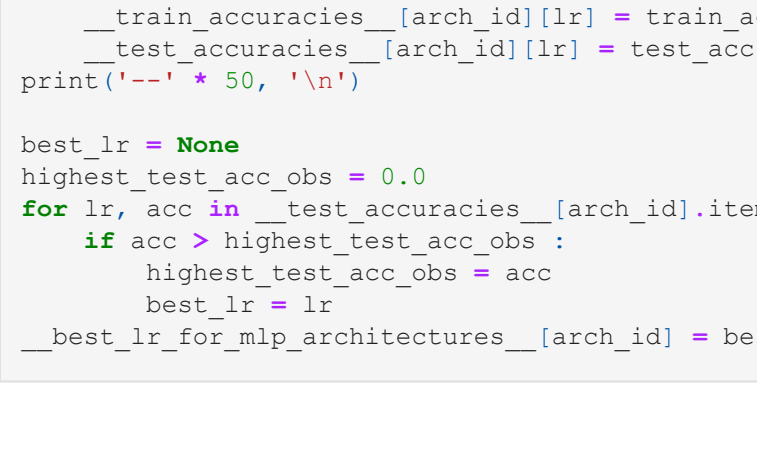 __train_accuracies__[arch_id][lr] = train_a
    __test_accuracies__[arch_id][lr] = test_acc
print('--' * 50, '\n')
best_lr = None
highest_test_acc_obs = 0.0
for lr, acc in __test_accuracies__[arch_id].ite
    if acc > highest_test_acc_obs :
        highest_test_acc_obs = acc
        best_lr = lr
__best_lr_for_mlp_architectures__[arch_id] = be